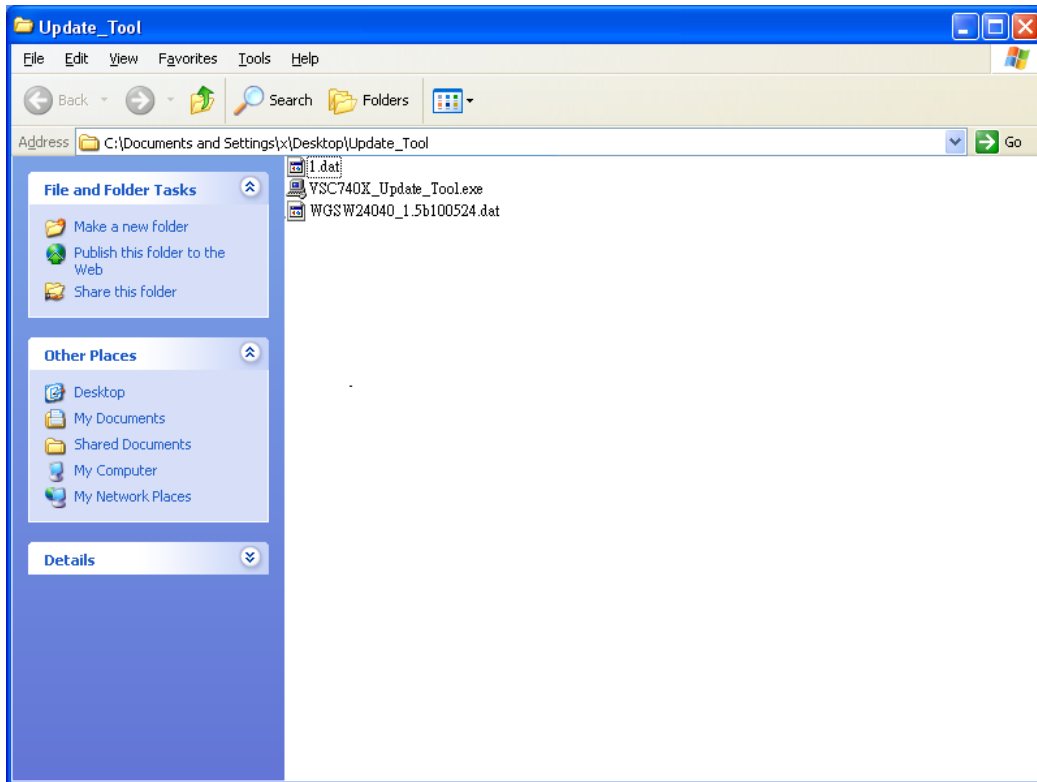 Update_Tool
File Edit View Favorites Tools Help
Back Search Folders
Address C:\Documents and Settings\x\Desktop\Update_Tool Go
File and Folder Tasks
Make a new folder
Publish this folder to the
Web
Share this folder
Other Places
Desktop
My Documents
Shared Documents
My Computer
My Network Places
Details
1.dat
VSC740X_Update_Tool.exe
WGSW24040_1.5b100524.dat